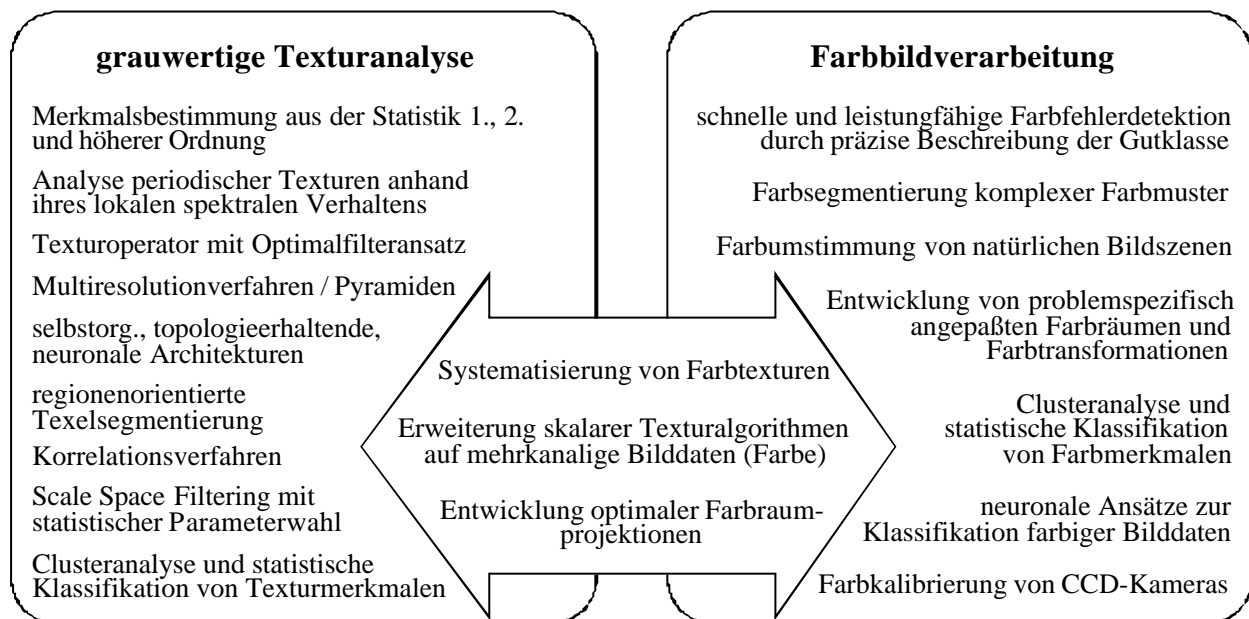 grauwertige Texturanalyse
Merkmalsbestimmung aus der Statistik 1., 2.
und höherer Ordnung
Analyse periodischer Texturen anhand
ihres lokalen spektralen Verhaltens
Texturoperator mit Optimalfilteransatz
Multiresolutionverfahren / Pyramiden
selbstorg., topologieerhaltende,
neuronale Architekturen
regionenorientierte
Texelsegmentierung
Korrelationsverfahren
Scale Space Filtering mit
statistischer Parameterwahl
Clusteranalyse und statistische
Klassifikation von Texturmerkmalen
Systematisierung von Farbtexturen
Erweiterung skalarer Texturalgorithmen
auf mehrkanalige Bilddaten (Farbe)
Entwicklung optimaler Farbraum-
projektionen
Farbbildverarbeitung
schnelle und leistungfähige Farbfehlerdetektion
durch präzise Beschreibung der Gutklasse
Farbsegmentierung komplexer Farbmuster
Farbumstimmung von natürlichen Bildszenen
Entwicklung von problemspezifisch
angepaßten Farbräumen und
Farbtransformationen
Clusteranalyse und
statistische Klassifikation
von Farbmerkmalen
neuronale Ansätze zur
Klassifikation farbiger Bilddaten
Farbkalibrierung von CCD-Kameras